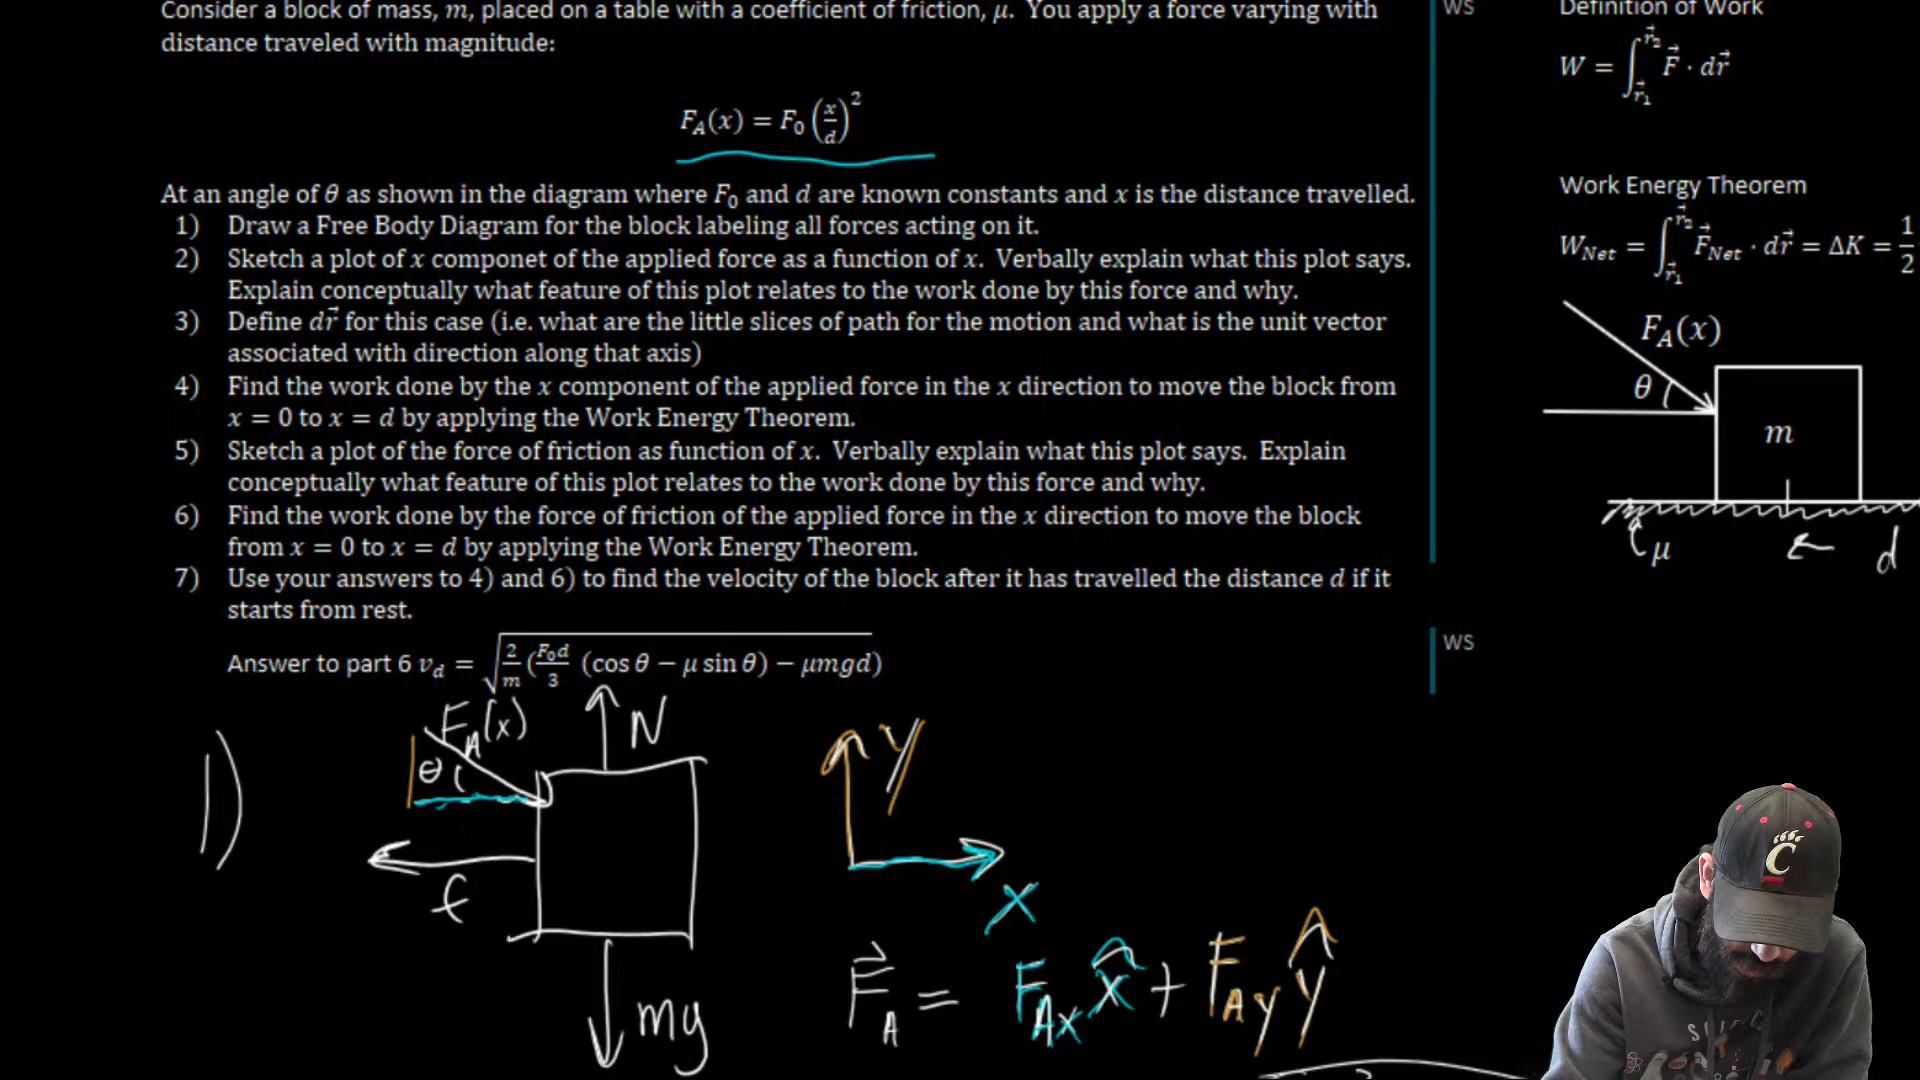 Consider a block of mass, m, placed on a table with a coefficient of friction, μ. You apply a force varying with
distance traveled with magnitude:
F_A(x) = F_0 (x/d)^2
At an angle of θ as shown in the diagram where F_0 and d are known constants and x is the distance travelled.
1) Draw a Free Body Diagram for the block labeling all forces acting on it.
2) Sketch a plot of x componet of the applied force as a function of x. Verbally explain what this plot says.
Explain conceptually what feature of this plot relates to the work done by this force and why.
3) Define dr⃗ for this case (i.e. what are the little slices of path for the motion and what is the unit vector
associated with direction along that axis)
4) Find the work done by the x component of the applied force in the x direction to move the block from
x = 0 to x = d by applying the Work Energy Theorem.
5) Sketch a plot of the force of friction as function of x. Verbally explain what this plot says. Explain
conceptually what feature of this plot relates to the work done by this force and why.
6) Find the work done by the force of friction of the applied force in the x direction to move the block
from x = 0 to x = d by applying the Work Energy Theorem.
7) Use your answers to 4) and 6) to find the velocity of the block after it has travelled the distance d if it
starts from rest.
Answer to part 6 v_d = √(2/m (F_0d/3 (cos θ − μ sin θ) − μmgd)
WS
Definition of Work
W = ∫_{r⃗_1}^{r⃗_2} F⃗ · dr⃗
Work Energy Theorem
W_Net = ∫_{r⃗_1}^{r⃗_2} F⃗_Net · dr⃗ = ΔK = 1/2
F_A(x)
θ
m
μ
d
WS
1)
F_A(x)
θ
N
f
mg
y
x
F⃗_A = F_Ax x̂ + F_Ay ŷ
C